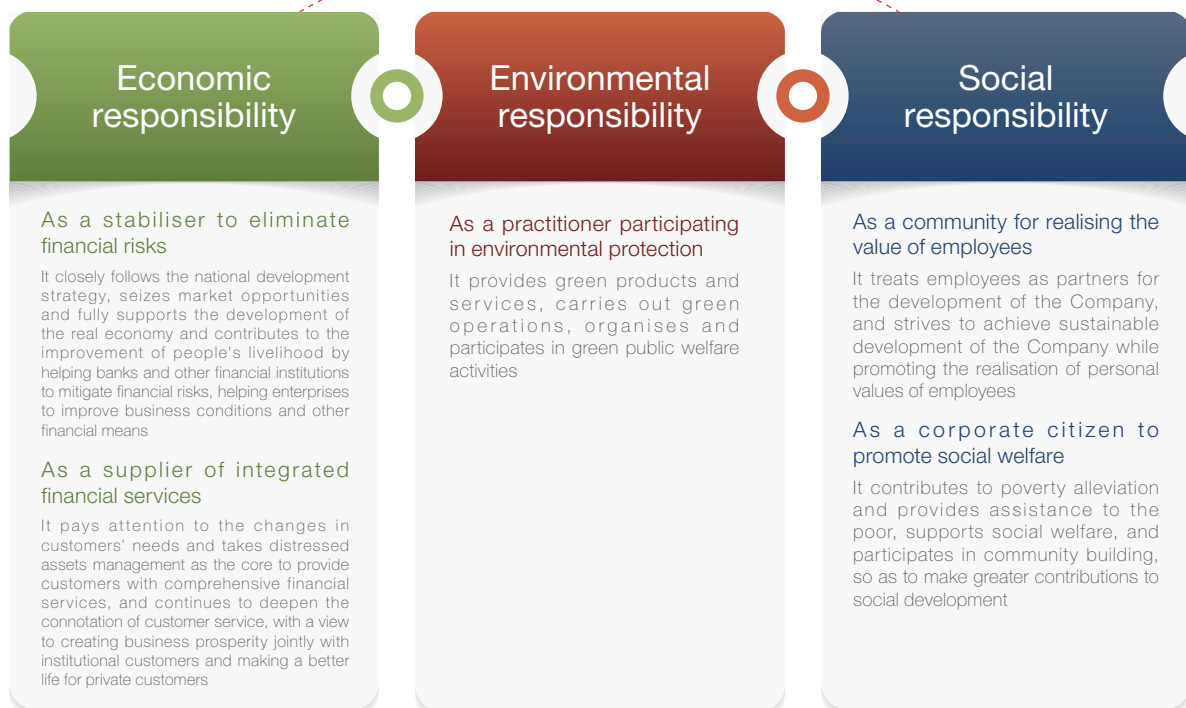 Economic
responsibility
As a stabiliser to eliminate
financial risks
It closely follows the national development
strategy, seizes market opportunities
and fully supports the development of
the real economy and contributes to the
improvement of people's livelihood by
helping banks and other financial institutions
to mitigate financial risks, helping enterprises
to improve business conditions and other
financial means
As a supplier of integrated
financial services
It pays attention to the changes in
customers' needs and takes distressed
assets management as the core to provide
customers with comprehensive financial
services, and continues to deepen the
connotation of customer service, with a view
to creating business prosperity jointly with
institutional customers and making a better
life for private customers
Environmental
responsibility
As a practitioner participating
in environmental protection
It provides green products and
services, carries out green
operations, organises and
participates in green public welfare
activities
Social
responsibility
As a community for realising the
value of employees
It treats employees as partners for
the development of the Company,
and strives to achieve sustainable
development of the Company while
promoting the realisation of personal
values of employees
As a corporate citizen to
promote social welfare
It contributes to poverty alleviation
and provides assistance to the
poor, supports social welfare, and
participates in community building,
so as to make greater contributions to
social development